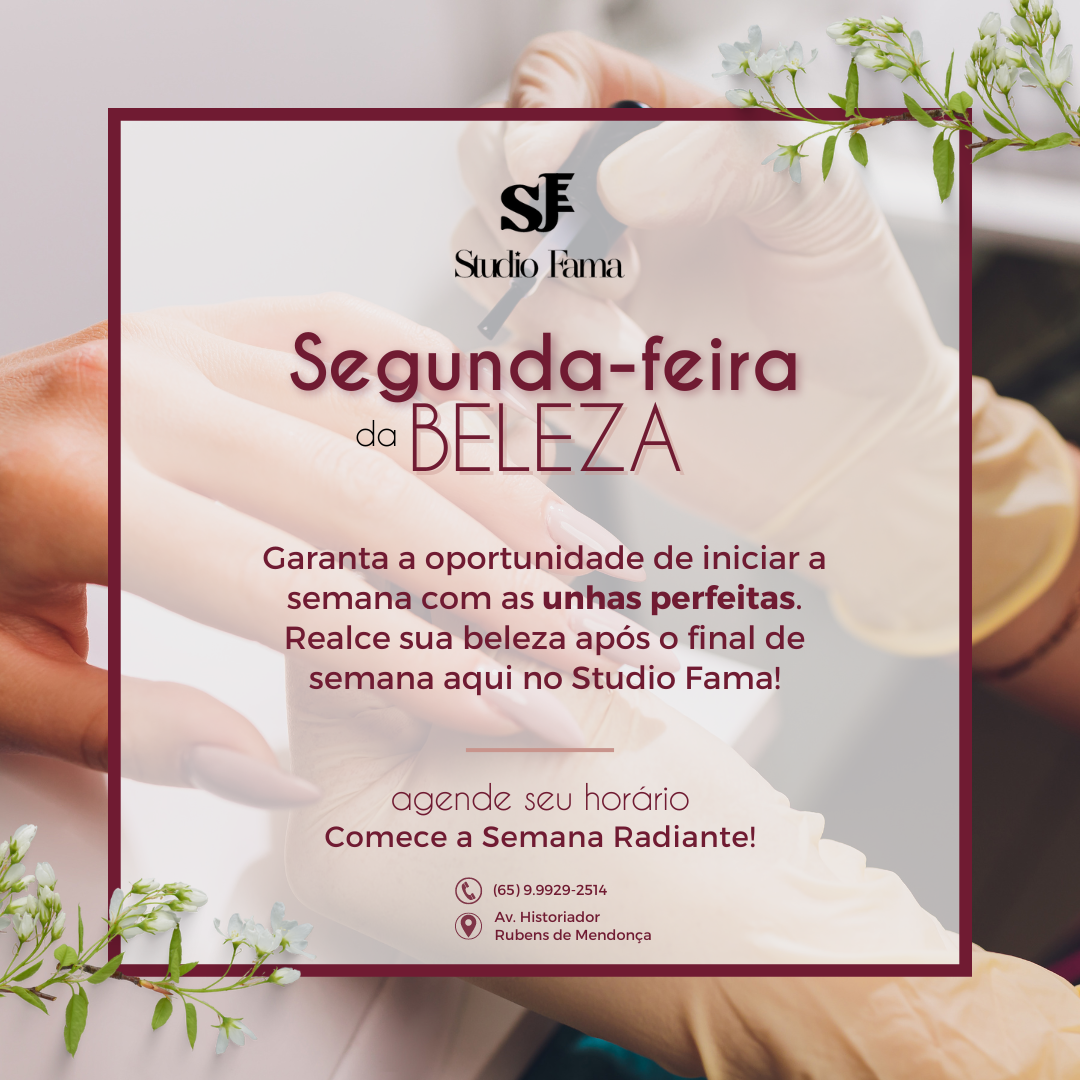 SF
Studio Fama
Segunda-feira
da BELEZA
Garanta a oportunidade de iniciar a
semana com as unhas perfeitas.
Realce sua beleza após o final de
semana aqui no Studio Fama!
agende seu horário
Comece a Semana Radiante!
(65) 9.9929-2514
Av. Historiador
Rubens de Mendonça